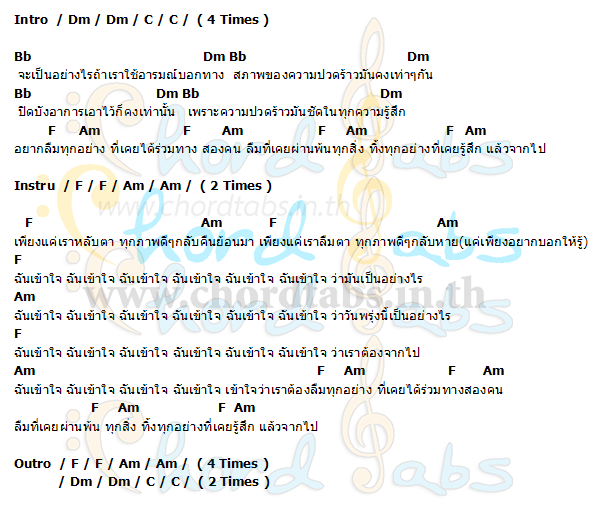 Intro / Dm / Dm / C / C / ( 4 Times )
Bb Dm Bb Dm
จะเป็นอย่างไรถ้าเราใช้อารมณ์บอกทาง สภาพของความปวดร้าวมันคงเท่าๆกัน
Bb Dm Bb Dm
ปิดบังอาการเอาไว้ก็คงเท่านั้น เพราะความปวดร้าวมันชัดในทุกความรู้สึก
F Am F Am F Am F Am
อยากลืมทุกอย่าง ที่เคยได้ร่วมทาง สองคน ลืมที่เคยผ่านพ้นทุกสิ่ง ทิ้งทุกอย่างที่เคยรู้สึก แล้วจากไป
Instru / F / F / Am / Am / ( 2 Times )
www.chordtabs.in.th
F Am F Am
เพียงแค่เราหลับตา ทุกภาพดีๆกลับคืนย้อนมา เพียงแค่เราลืมตา ทุกภาพดีๆกลับหาย(แค่เพียงอยากบอกให้รู้)
F
ฉันเข้าใจ ฉันเข้าใจ ฉันเข้าใจ ฉันเข้าใจ ฉันเข้าใจ ฉันเข้าใจ ว่ามันเป็นอย่างไร
Am
www.chordtabs.in.th
ฉันเข้าใจ ฉันเข้าใจ ฉันเข้าใจ ฉันเข้าใจ ฉันเข้าใจ ฉันเข้าใจ ว่าวันพรุ่งนี้เป็นอย่างไร
F
ฉันเข้าใจ ฉันเข้าใจ ฉันเข้าใจ ฉันเข้าใจ ฉันเข้าใจ ฉันเข้าใจ ว่าเราต้องจากไป
Am F Am F Am
ฉันเข้าใจ ฉันเข้าใจ ฉันเข้าใจ ฉันเข้าใจ เข้าใจว่าเราต้องลืมทุกอย่าง ที่เคยได้ร่วมทางสองคน
F Am F Am
ลืมที่เคยผ่านพ้น ทุกสิ่ง ทิ้งทุกอย่างที่เคยรู้สึก แล้วจากไป
Outro / F / F / Am / Am / ( 4 Times )
/ Dm / Dm / C / C / ( 2 Times )